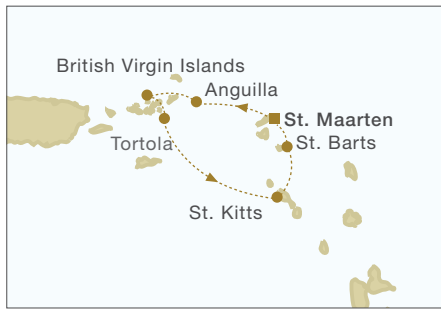 British Virgin Islands
Anguilla
St. Maarten
Tortola
St. Barts
St. Kitts